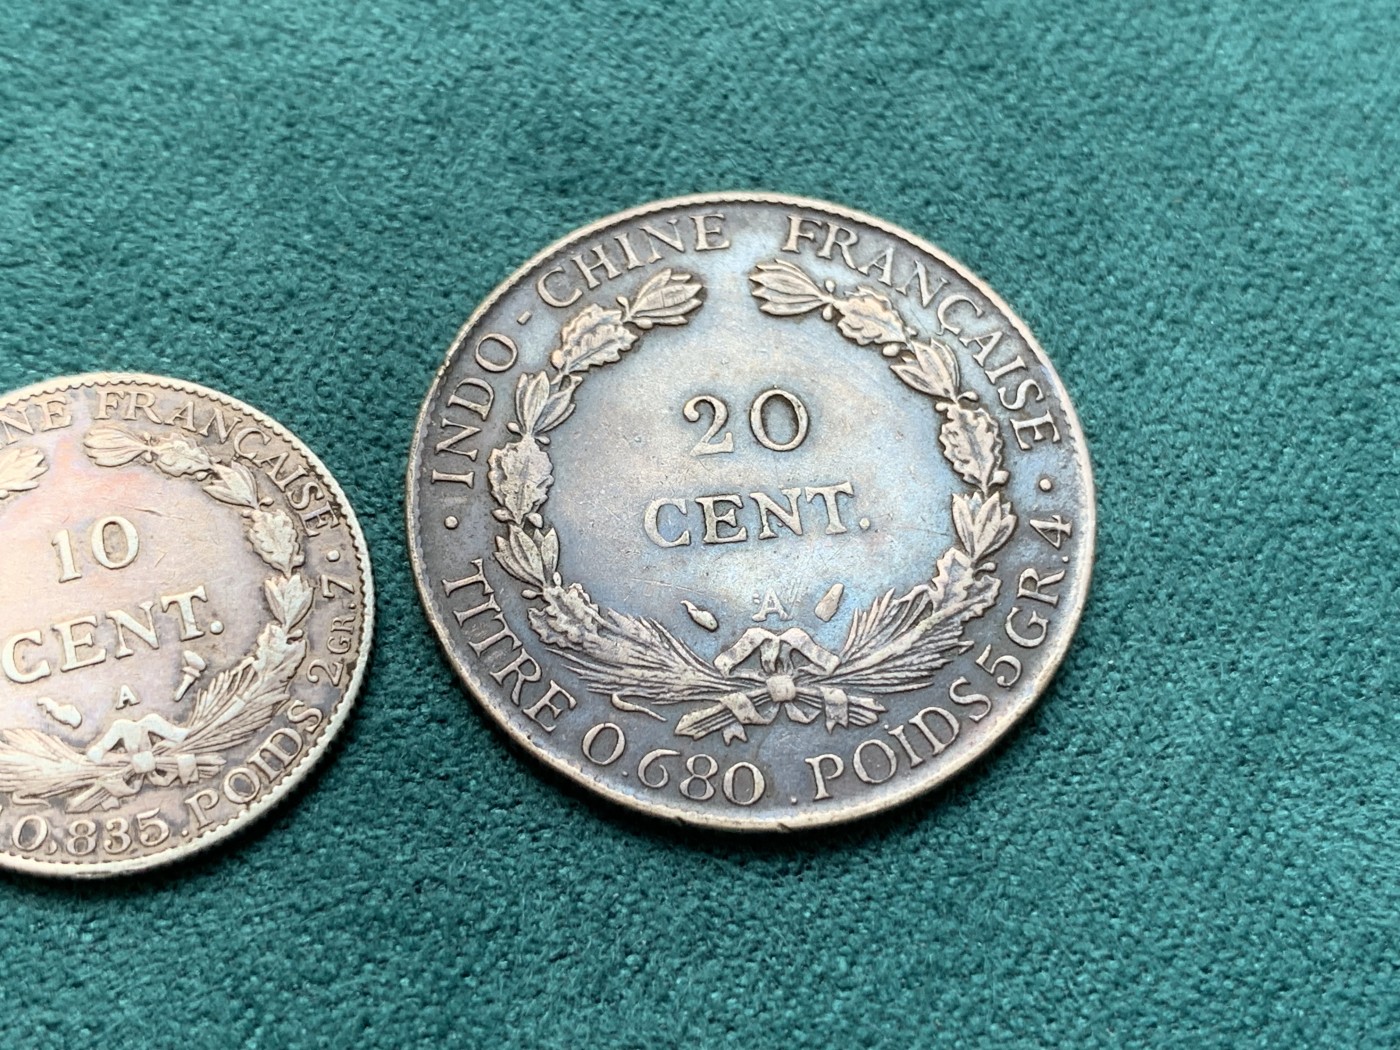 NE FRANÇAISE · 
10
CENT.
A
0.835. POIDS 2GR.7 ·
· INDO-CHINE FRANÇAISE ·
20
CENT.
A
TITRE 0.680 . POIDS 5GR.4